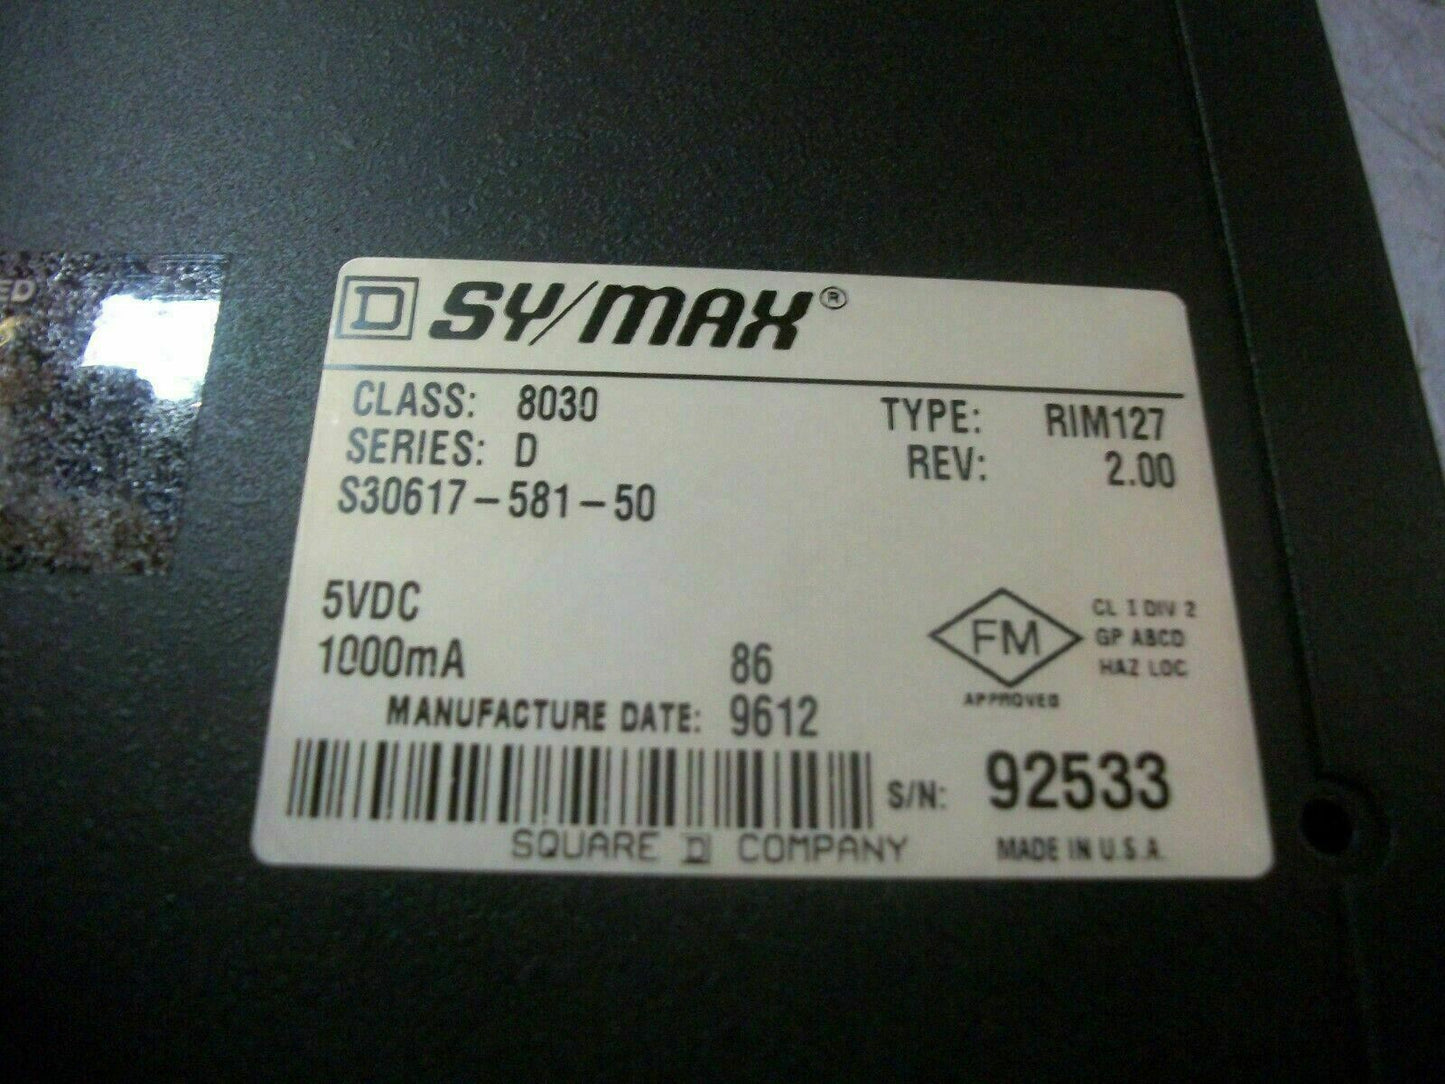 ED
D SY/MAX®
CLASS: 8030 TYPE: RIM127
SERIES: D REV: 2.00
S30617-581-50
5VDC
1000mA 86
MANUFACTURE DATE: 9612
FM
APPROVED
CL I DIV 2
GP ABCD
HAZ LOC
S/N: 92533
SQUARE D COMPANY
MADE IN U.S.A.